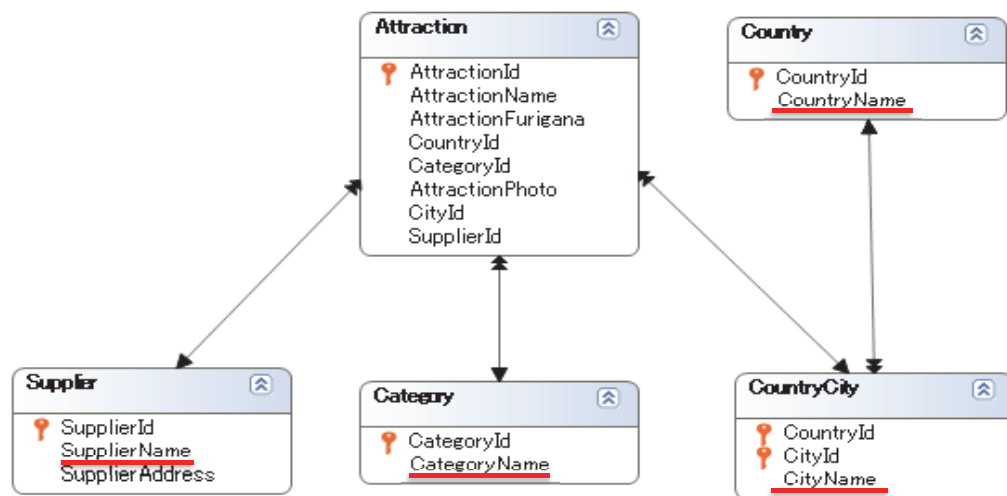 Attraction
AttractionId
AttractionName
AttractionFurigana
CountryId
CategoryId
AttractionPhoto
CityId
SupplierId
Country
CountryId
CountryName
Supplier
SupplierId
SupplierName
SupplierAddress
Category
CategoryId
CategoryName
CountryCity
CountryId
CityId
CityName